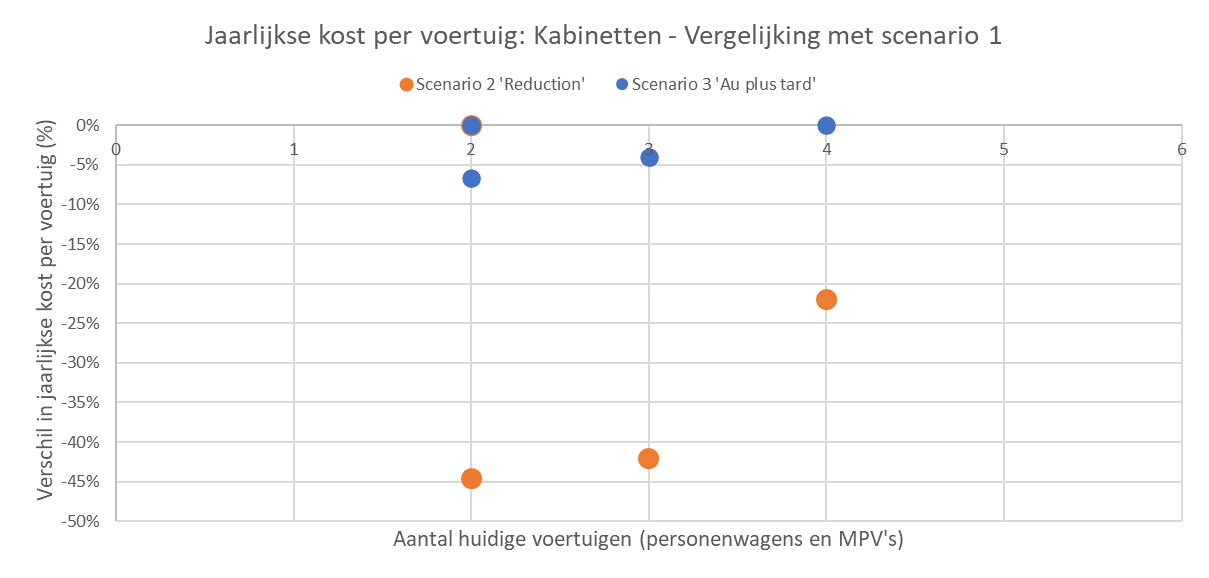 Jaarlijkse kost per voertuig: Kabinetten - Vergelijking met scenario 1
Scenario 2 'Reduction' Scenario 3 'Au plus tard'
Verschil in jaarlijkse kost per voertuig (%)
0%
0 1 2 3 4 5 6
-5%
-10%
-15%
-20%
-25%
-30%
-35%
-40%
-45%
-50%
Aantal huidige voertuigen (personenwagens en MPV's)